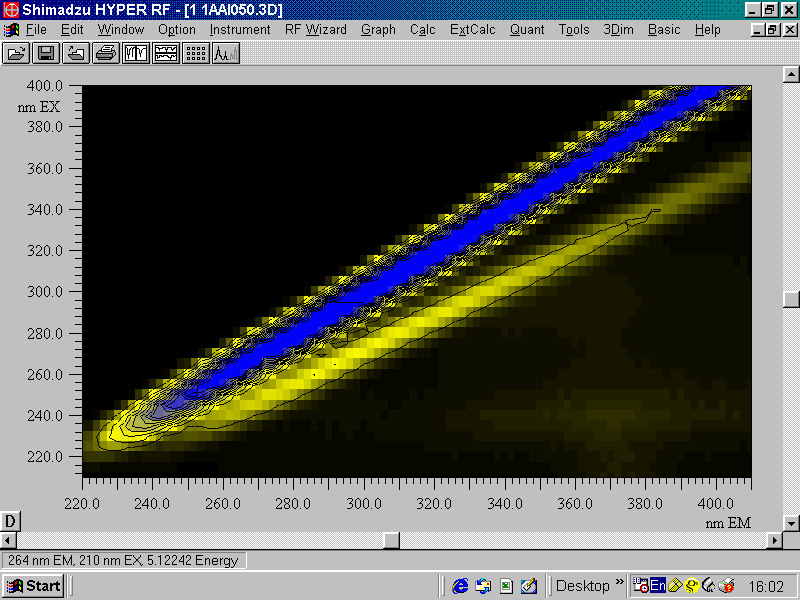 Shimadzu HYPER RF - [1 1AAI050.3D]
File Edit Window Option Instrument RF Wizard Graph Calc ExtCalc Quant Tools 3Dim Basic Help
400.0
nm EX
380.0
360.0
340.0
320.0
300.0
280.0
260.0
240.0
220.0
220.0 240.0 260.0 280.0 300.0 320.0 340.0 360.0 380.0 400.0
nm EM
D
264 nm EM, 210 nm EX, 5.12242 Energy
Start Desktop » En 16:02